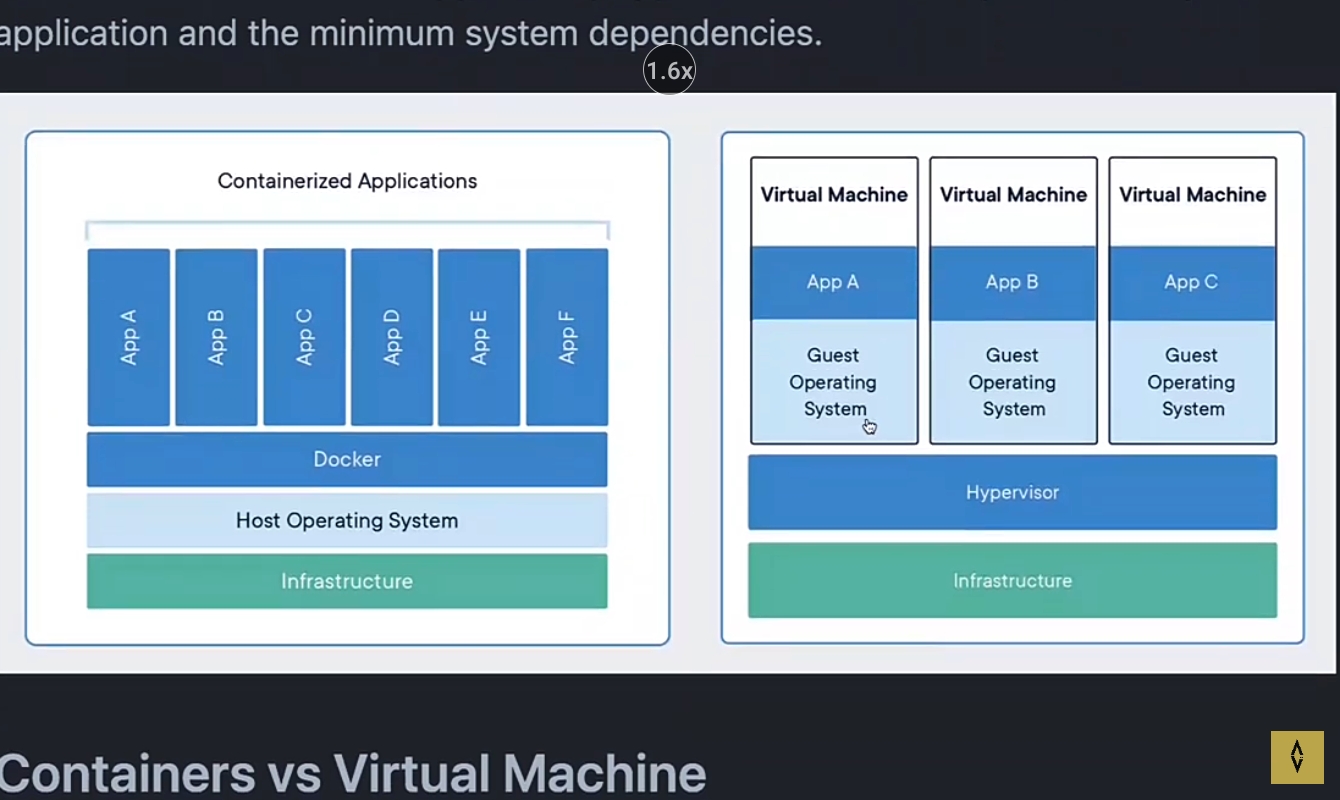 application and the minimum system dependencies.
1.6x
Containerized Applications
App A
App B
App C
App D
App E
App F
Docker
Host Operating System
Infrastructure
Virtual Machine
App A
Guest
Operating
System
Virtual Machine
App B
Guest
Operating
System
Virtual Machine
App C
Guest
Operating
System
Hypervisor
Infrastructure
Containers vs Virtual Machine